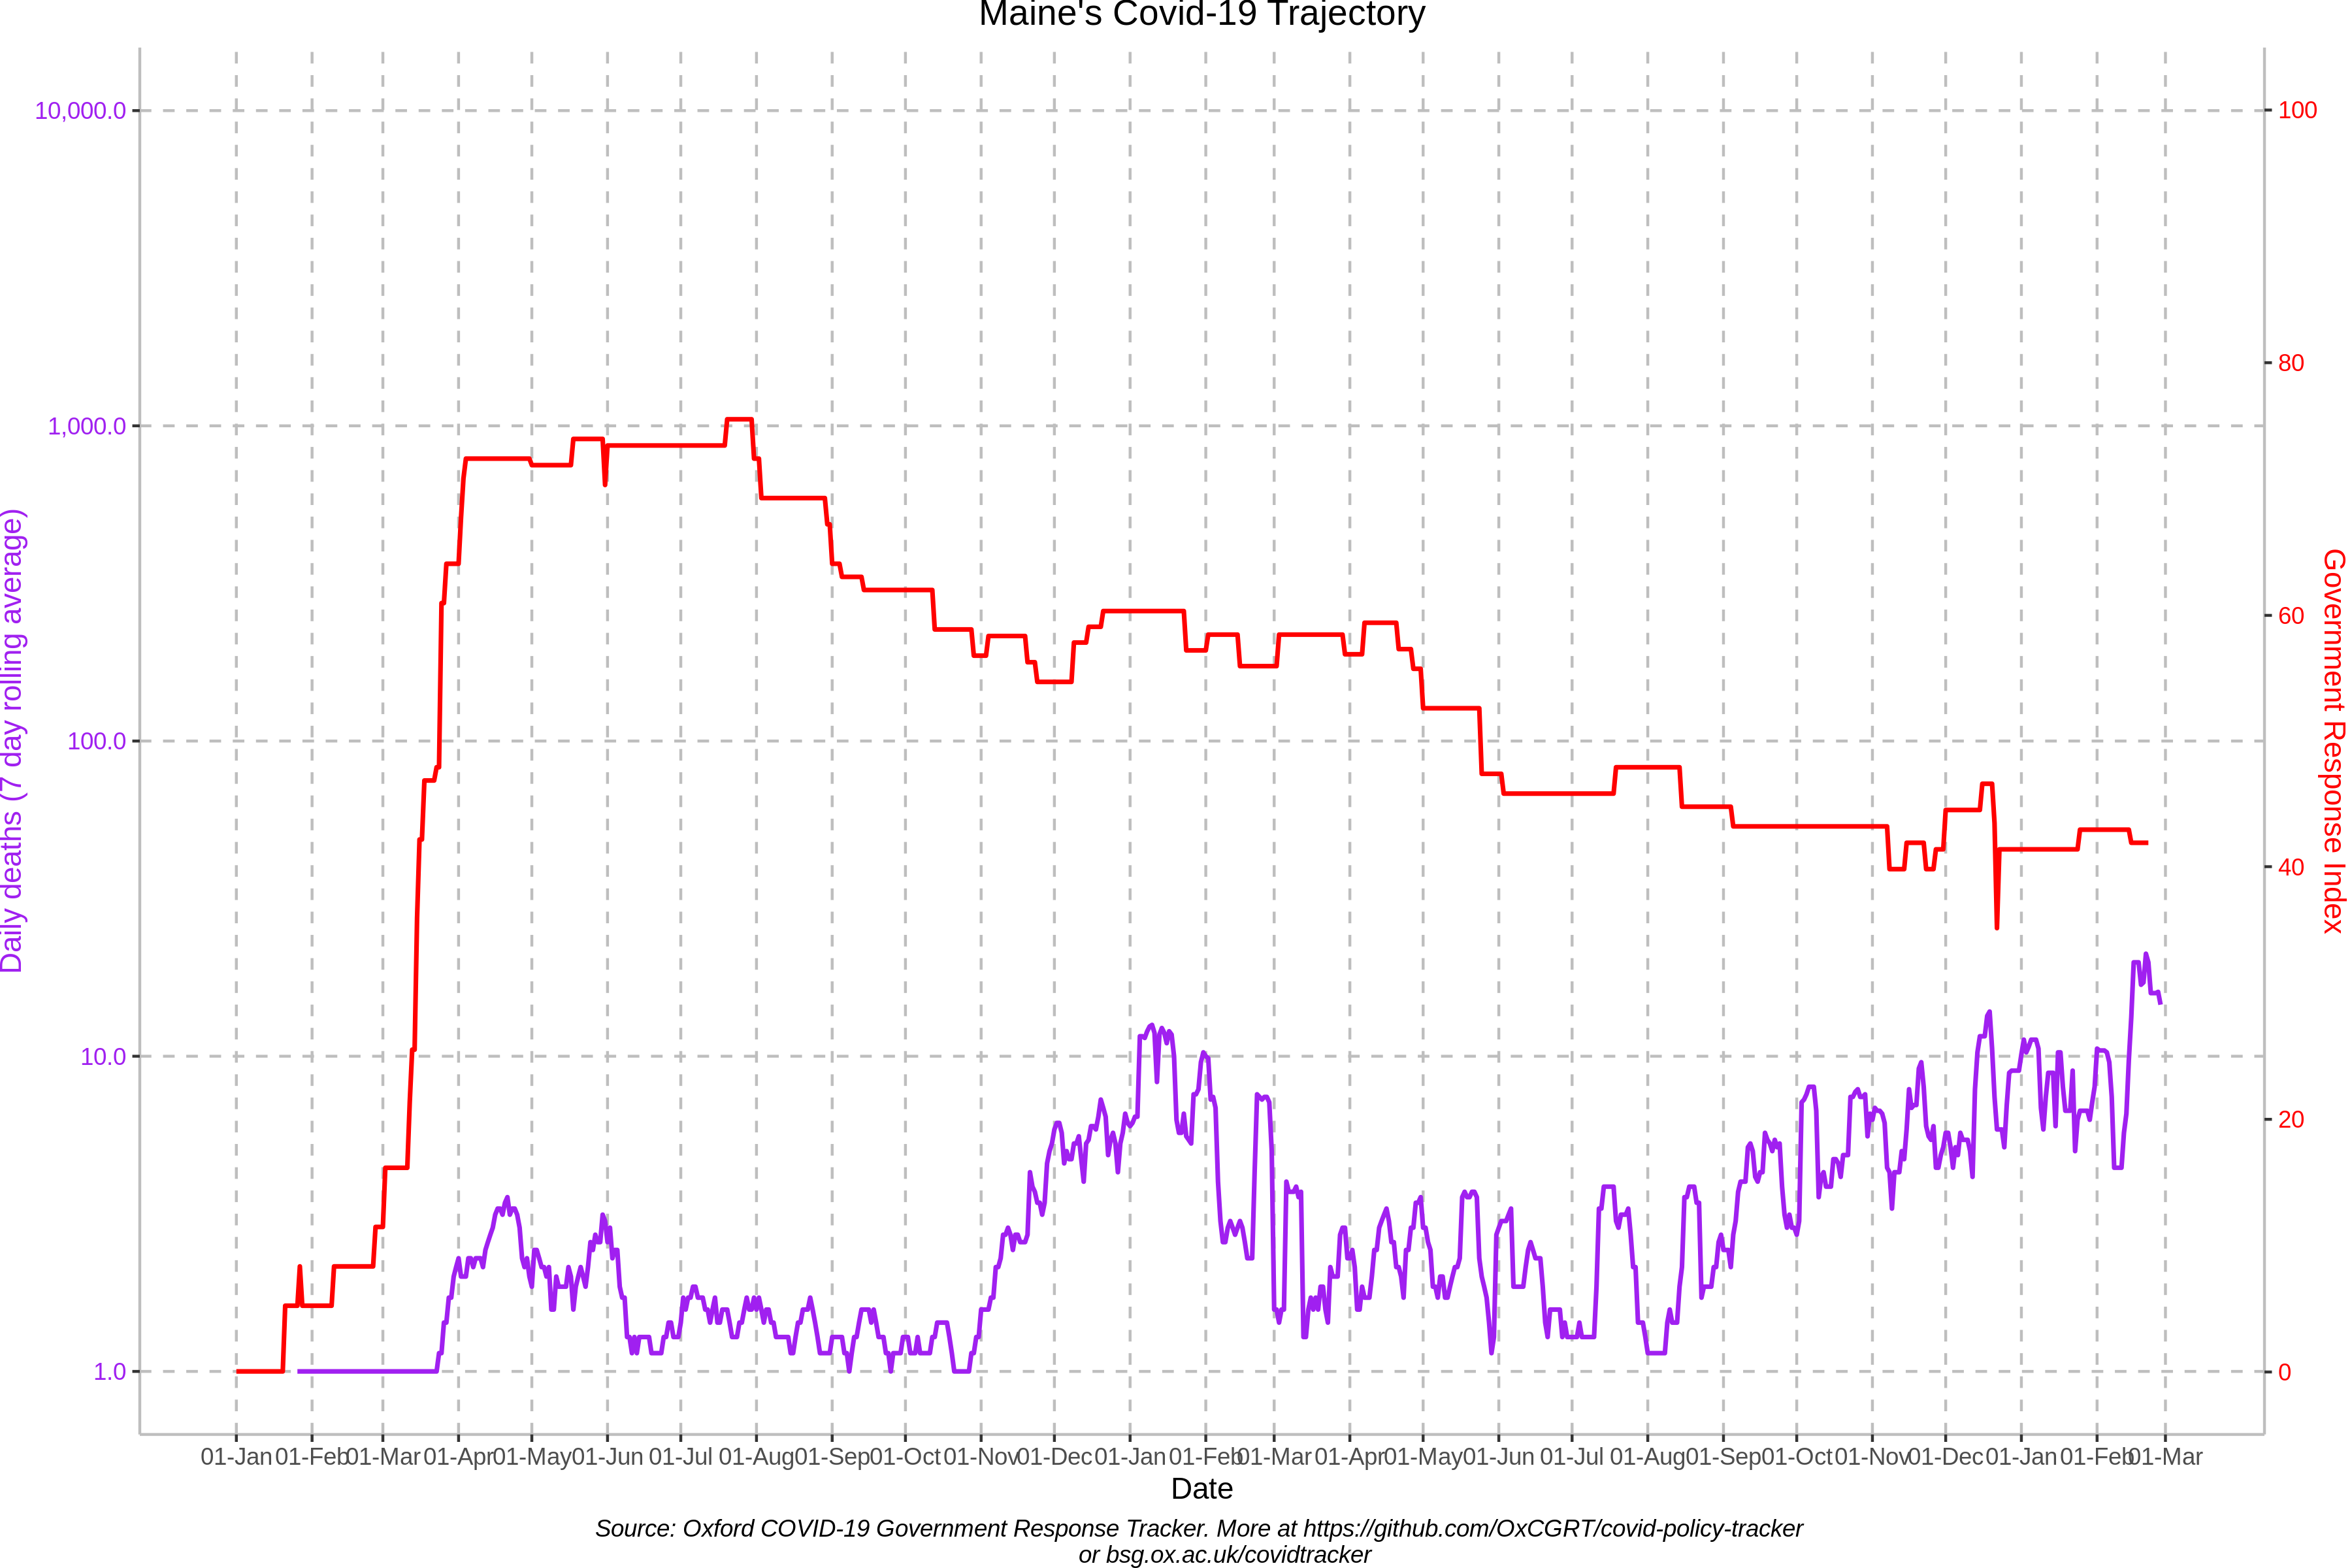 Maine's Covid-19 Trajectory
10,000.0
1,000.0
100.0
10.0
1.0
Daily deaths (7 day rolling average)
100
80
60
40
20
0
Government Response Index
01-Jan 01-Feb 01-Mar 01-Apr 01-May 01-Jun 01-Jul 01-Aug 01-Sep 01-Oct 01-Nov 01-Dec 01-Jan 01-Feb 01-Mar 01-Apr 01-May 01-Jun 01-Jul 01-Aug 01-Sep 01-Oct 01-Nov 01-Dec 01-Jan 01-Feb 01-Mar
Date
Source: Oxford COVID-19 Government Response Tracker. More at https://github.com/OxCGRT/covid-policy-tracker
or bsg.ox.ac.uk/covidtracker